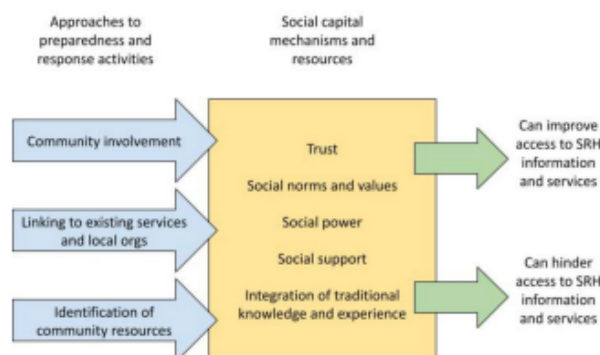 Approaches to
preparedness and
response activities
Social capital
mechanisms and
resources
Community involvement
Linking to existing services
and local orgs
Identification of
community resources
Trust
Social norms and values
Social power
Social support
Integration of traditional
knowledge and experience
Can improve
access to SRH
information
and services
Can hinder
access to SRH
information
and services